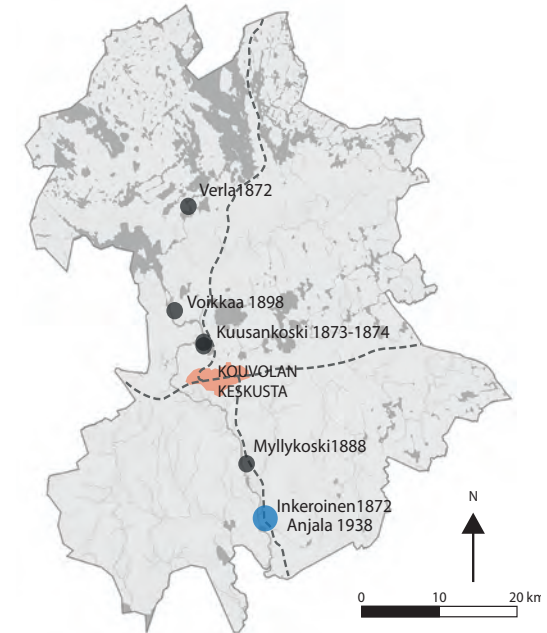 Verla1872
Voikkaa 1898
Kuusankoski 1873-1874
KOUVOLAN
KESKUSTA
Myllykoski1888
Inkeroinen1872
Anjala 1938
N
0 10 20 km